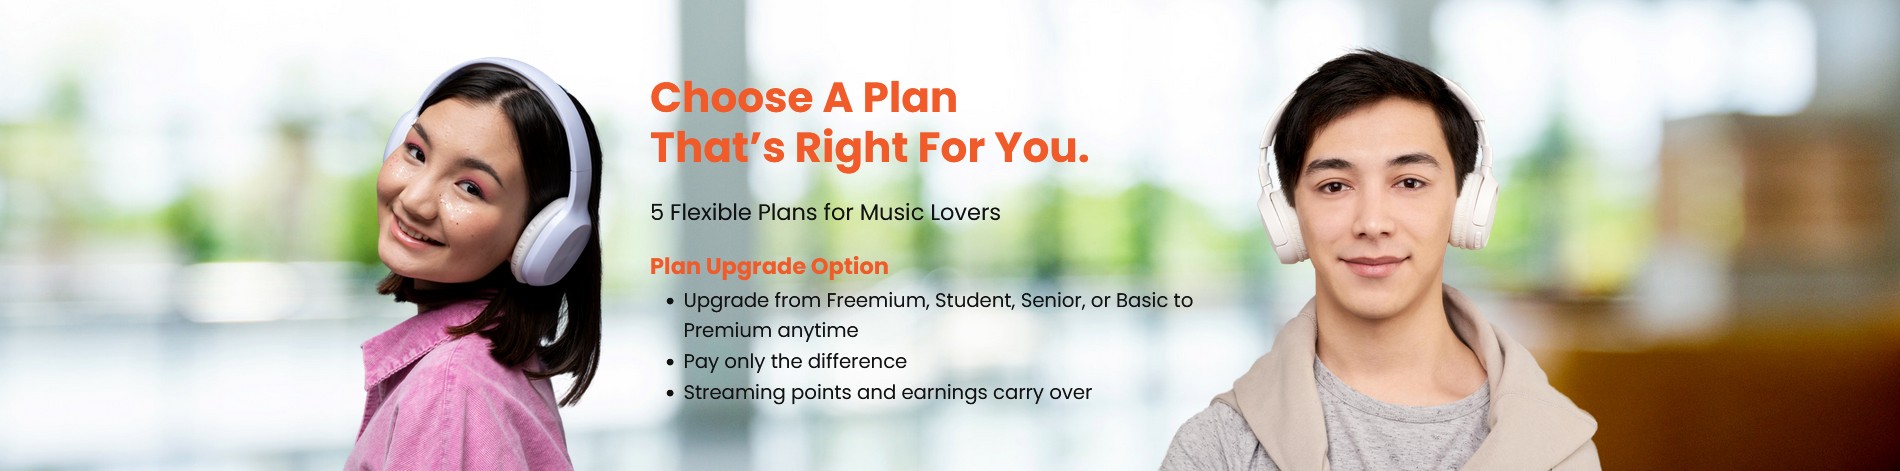 Choose A Plan
That’s Right For You.
5 Flexible Plans for Music Lovers
Plan Upgrade Option
• Upgrade from Freemium, Student, Senior, or Basic to
Premium anytime
• Pay only the difference
• Streaming points and earnings carry over